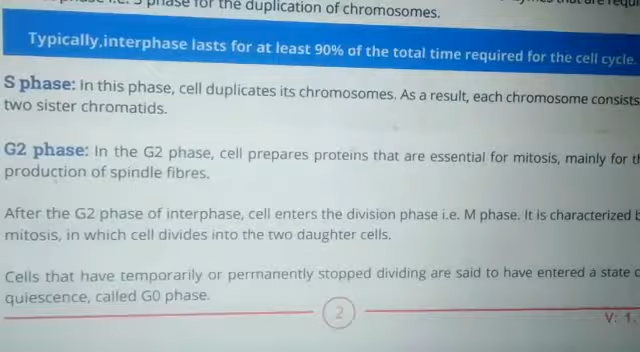 phase i.e. S phase for the duplication of chromosomes.
Typically,interphase lasts for at least 90% of the total time required for the cell cycle.
S phase: In this phase, cell duplicates its chromosomes. As a result, each chromosome consists
two sister chromatids.
G2 phase: In the G2 phase, cell prepares proteins that are essential for mitosis, mainly for
production of spindle fibres.
After the G2 phase of interphase, cell enters the division phase i.e. M phase. It is characterized
mitosis, in which cell divides into the two daughter cells.
Cells that have temporarily or permanently stopped dividing are said to have entered a state
quiescence, called G0 phase.
2
V: 1.